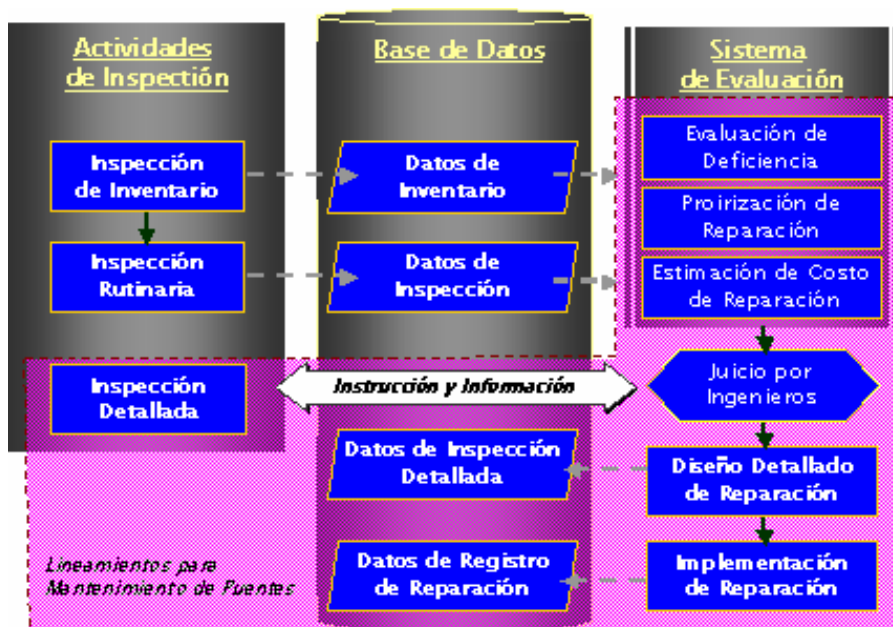 Actividades
de Inspectión
Inspección
de Inventario
Inspección
Rutinaria
Inspección
Detallada
Base de Datos
Datos de
Inventario
Datos de
Inspección
Instrucción y Información
Datos de Inspección
Detallada
Datos de Registro
de Reparación
Sistema
de Evaluación
Evaluación de
Deficiencia
Proirización de
Reparación
Estimación de Costo
de Reparación
Juicio por
Ingenieros
Diseño Detallado
de Reparación
Implementación
de Reparación
Lineamientos para
Mantenimiento de Puentes